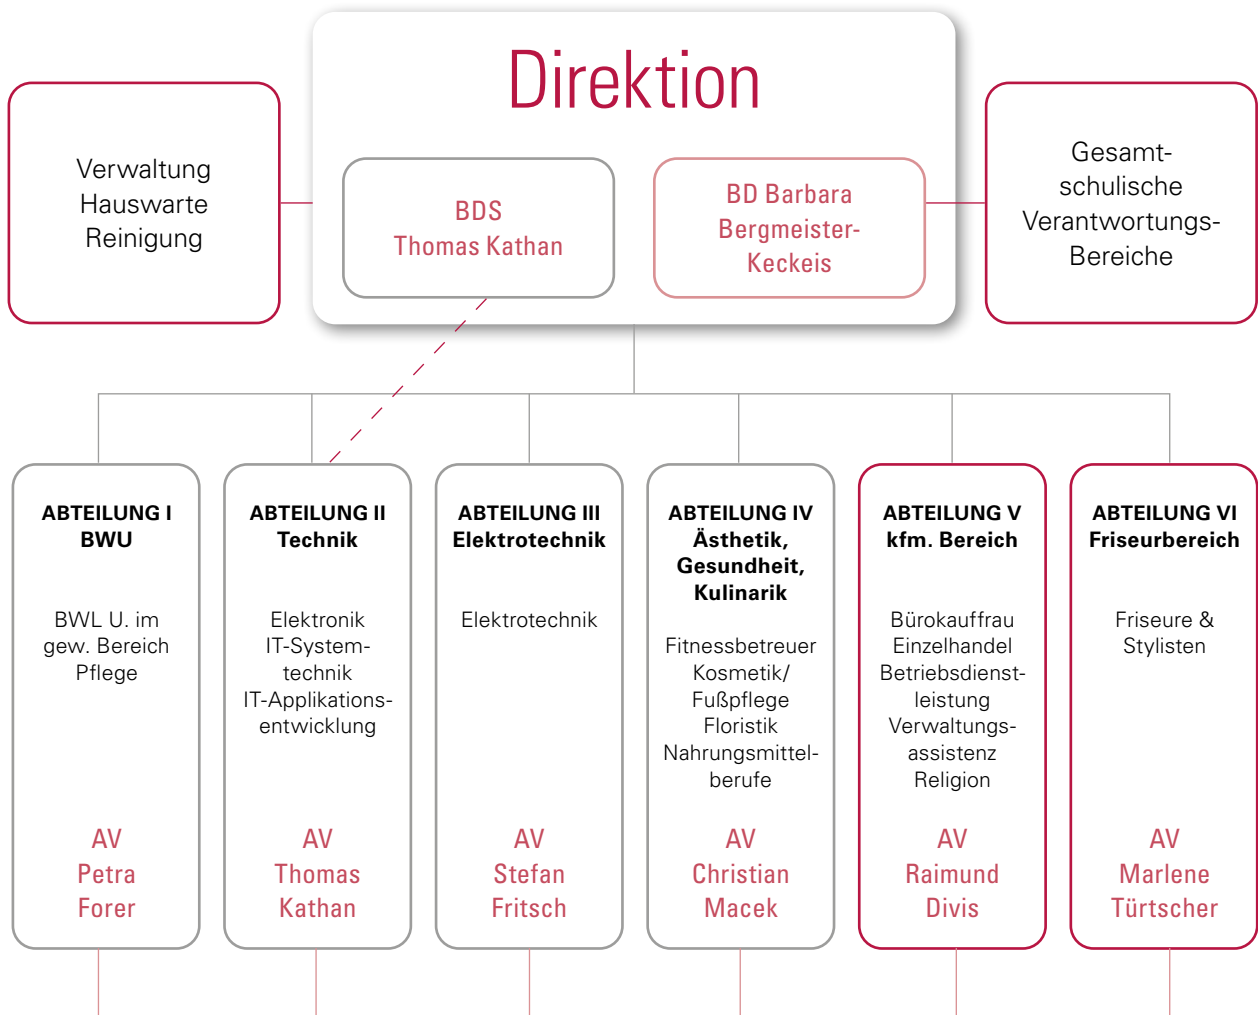 Direktion
Verwaltung
Hauswarte
Reinigung
BDS
Thomas Kathan
BD Barbara
Bergmeister-
Keckeis
Gesamt-
schulische
Verantwortungs-
Bereiche
ABTEILUNG I
BWU
BWL U. im
gew. Bereich
Pflege
AV
Petra
Forer
ABTEILUNG II
Technik
Elektronik
IT-System-
technik
IT-Applikations-
entwicklung
AV
Thomas
Kathan
ABTEILUNG III
Elektrotechnik
Elektrotechnik
AV
Stefan
Fritsch
ABTEILUNG IV
Ästhetik,
Gesundheit,
Kulinarik
Fitnessbetreuer
Kosmetik/
Fußpflege
Floristik
Nahrungsmittel-
berufe
AV
Christian
Macek
ABTEILUNG V
kfm. Bereich
Bürokauffrau
Einzelhandel
Betriebsdienst-
leistung
Verwaltungs-
assistenz
Religion
AV
Raimund
Divis
ABTEILUNG VI
Friseurbereich
Friseure &
Stylisten
AV
Marlene
Türtscher